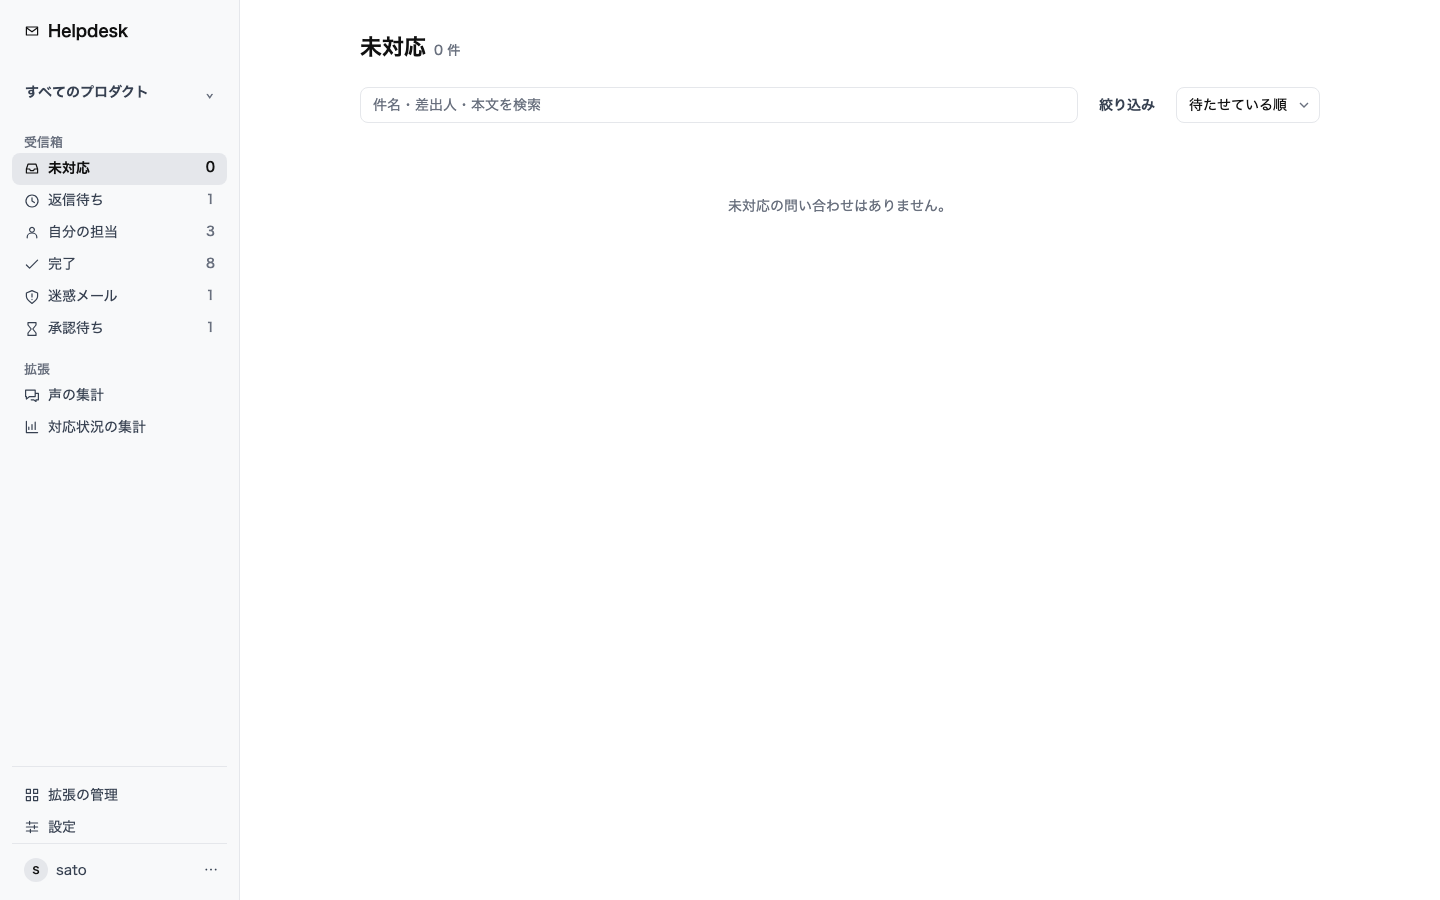 Helpdesk
すべてのプロダクト
受信箱
未対応 0
返信待ち 1
自分の担当 3
完了 8
迷惑メール 1
承認待ち 1
拡張
声の集計
対応状況の集計
拡張の管理
設定
S sato ...
未対応 0 件
件名・差出人・本文を検索 絞り込み 待たせている順
未対応の問い合わせはありません。